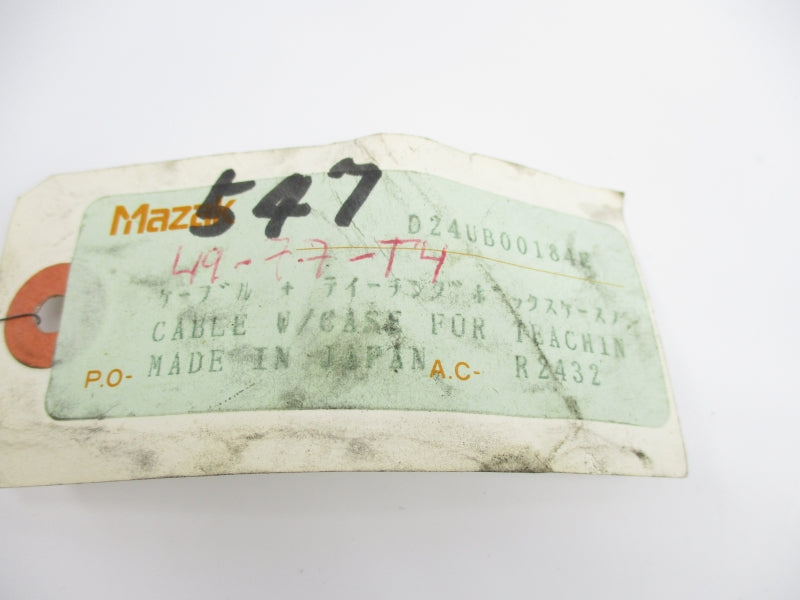 Mazak 547
D24UB00184E
49-77-T4
ケーブル + ティーチングボックスケース
CABLE W/CASE FOR TEACHIN
P.O- MADE IN JAPAN A.C- R2432